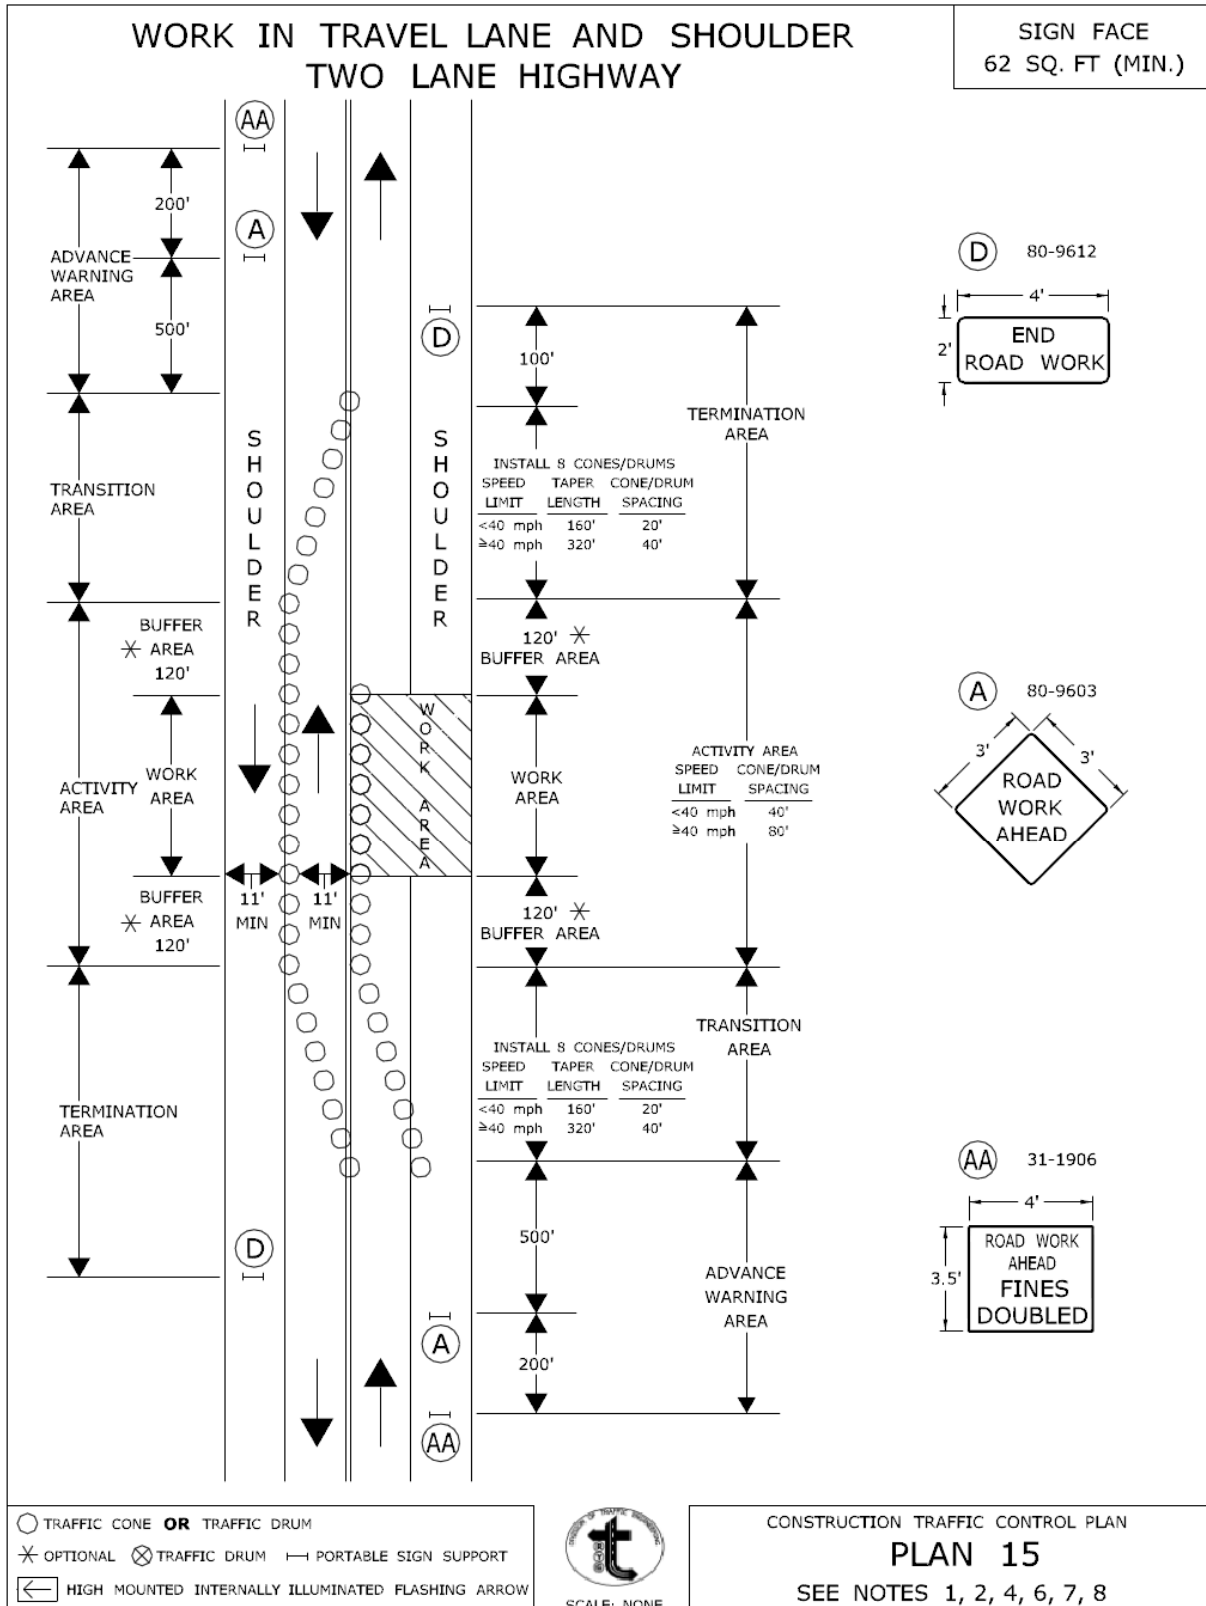 WORK IN TRAVEL LANE AND SHOULDER
TWO LANE HIGHWAY
SIGN FACE
62 SQ. FT (MIN.)
AA
200'
A
ADVANCE
WARNING
AREA
500'
D
100'
TERMINATION
AREA
SHOULDER
SHOULDER
TRANSITION
AREA
INSTALL 8 CONES/DRUMS
SPEED TAPER CONE/DRUM
LIMIT LENGTH SPACING
<40 mph 160' 20'
≥40 mph 320' 40'
BUFFER
* AREA
120'
120' *
BUFFER AREA
WORK AREA
ACTIVITY
AREA
WORK
AREA
WORK
AREA
ACTIVITY AREA
SPEED CONE/DRUM
LIMIT SPACING
<40 mph 40'
≥40 mph 80'
BUFFER
* AREA
120'
11'
MIN
11'
MIN
120' *
BUFFER AREA
TRANSITION
AREA
INSTALL 8 CONES/DRUMS
SPEED TAPER CONE/DRUM
LIMIT LENGTH SPACING
<40 mph 160' 20'
≥40 mph 320' 40'
TERMINATION
AREA
D
500'
ADVANCE
WARNING
AREA
A
200'
AA
D 80-9612
4'
2'
END
ROAD WORK
A 80-9603
3'
3'
ROAD
WORK
AHEAD
AA 31-1906
4'
3.5'
ROAD WORK
AHEAD
FINES
DOUBLED
TRAFFIC CONE OR TRAFFIC DRUM
* OPTIONAL TRAFFIC DRUM PORTABLE SIGN SUPPORT
HIGH MOUNTED INTERNALLY ILLUMINATED FLASHING ARROW
DIVISION OF TRAFFIC ENGINEERING
SCALE: NONE
CONSTRUCTION TRAFFIC CONTROL PLAN
PLAN 15
SEE NOTES 1, 2, 4, 6, 7, 8